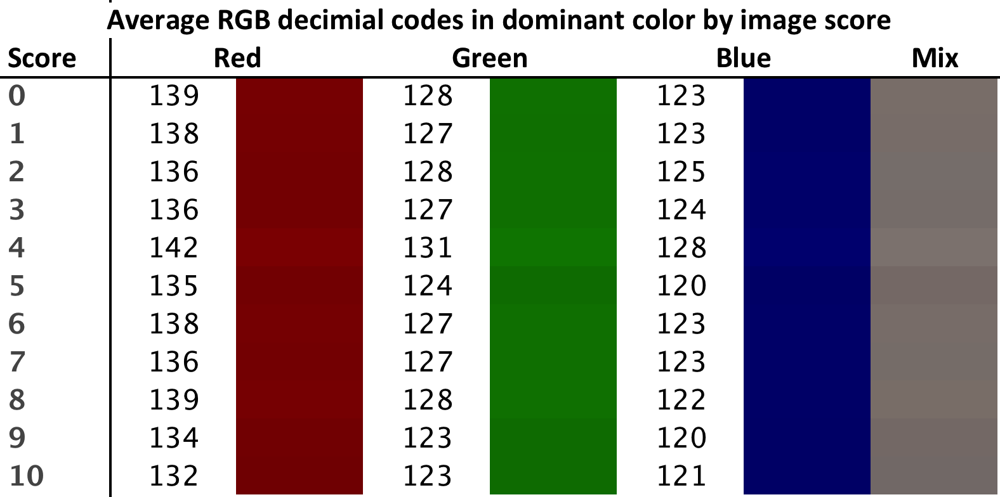 Average RGB decimial codes in dominant color by image score
Score Red Green Blue Mix
0 139 128 123
1 138 127 123
2 136 128 125
3 136 127 124
4 142 131 128
5 135 124 120
6 138 127 123
7 136 127 123
8 139 128 122
9 134 123 120
10 132 123 121